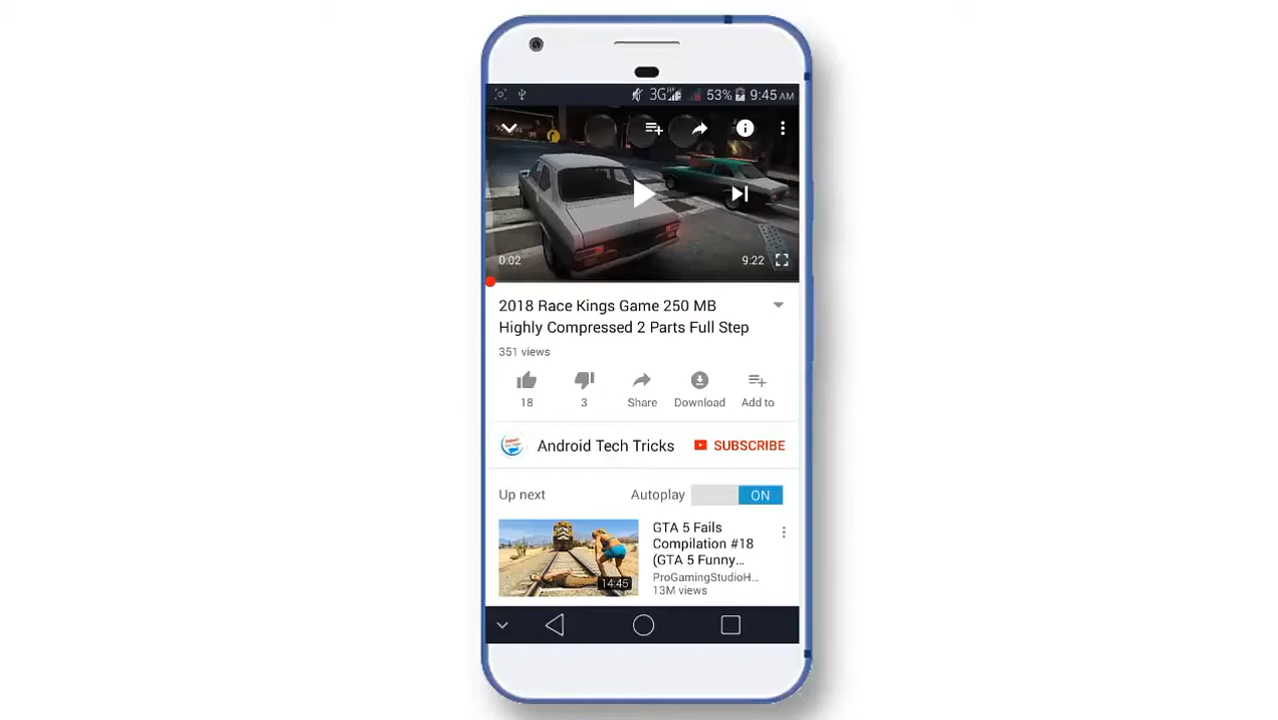 3G 53% 9:45 AM
0:02 9:22
2018 Race Kings Game 250 MB
Highly Compressed 2 Parts Full Step
351 views
18 3 Share Download Add to
Android Tech Tricks SUBSCRIBE
Up next Autoplay ON
GTA 5 Fails
Compilation #18
(GTA 5 Funny...
ProGamingStudioH...
13M views
14:45